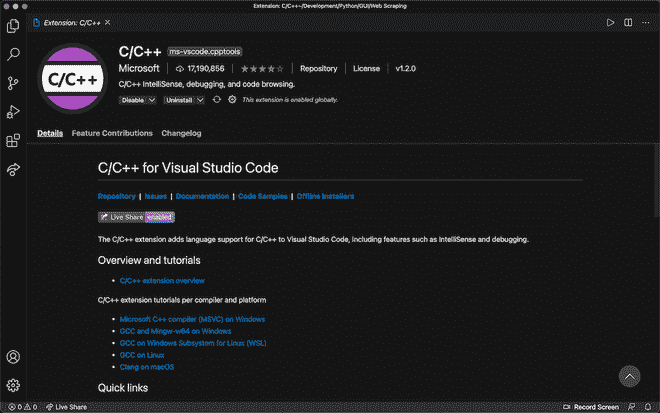 Extension: C/C++ - ~/Development/Python/GUI/Web Scraping
Extension: C/C++
C/C++ ms-vscode.cpptools
Microsoft 17,190,856 Repository License v1.2.0
C/C++ IntelliSense, debugging, and code browsing.
Disable Uninstall This extension is enabled globally.
Details Feature Contributions Changelog
C/C++
C/C++ for Visual Studio Code
Repository | Issues | Documentation | Code Samples | Offline Installers
Live Share enabled
The C/C++ extension adds language support for C/C++ to Visual Studio Code, including features such as IntelliSense and debugging.
Overview and tutorials
• C/C++ extension overview
C/C++ extension tutorials per compiler and platform
• Microsoft C++ compiler (MSVC) on Windows
• GCC and Mingw-w64 on Windows
• GCC on Windows Subsystem for Linux (WSL)
• GCC on Linux
• Clang on macOS
Quick links
0 0 Live Share Record Screen